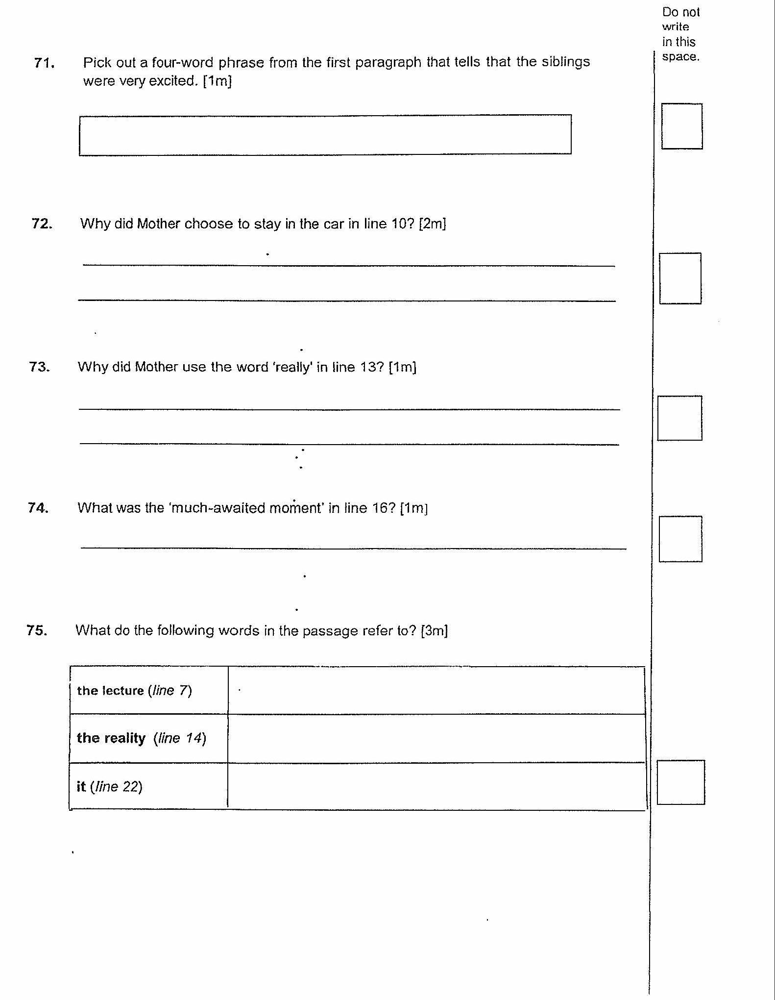 Do not
write
in this
space.
71. Pick out a four-word phrase from the first paragraph that tells that the siblings
were very excited. [1m]
72. Why did Mother choose to stay in the car in line 10? [2m]
73. Why did Mother use the word 'really' in line 13? [1m]
74. What was the 'much-awaited moment' in line 16? [1m]
75. What do the following words in the passage refer to? [3m]
the lecture (line 7)
the reality (line 14)
it (line 22)